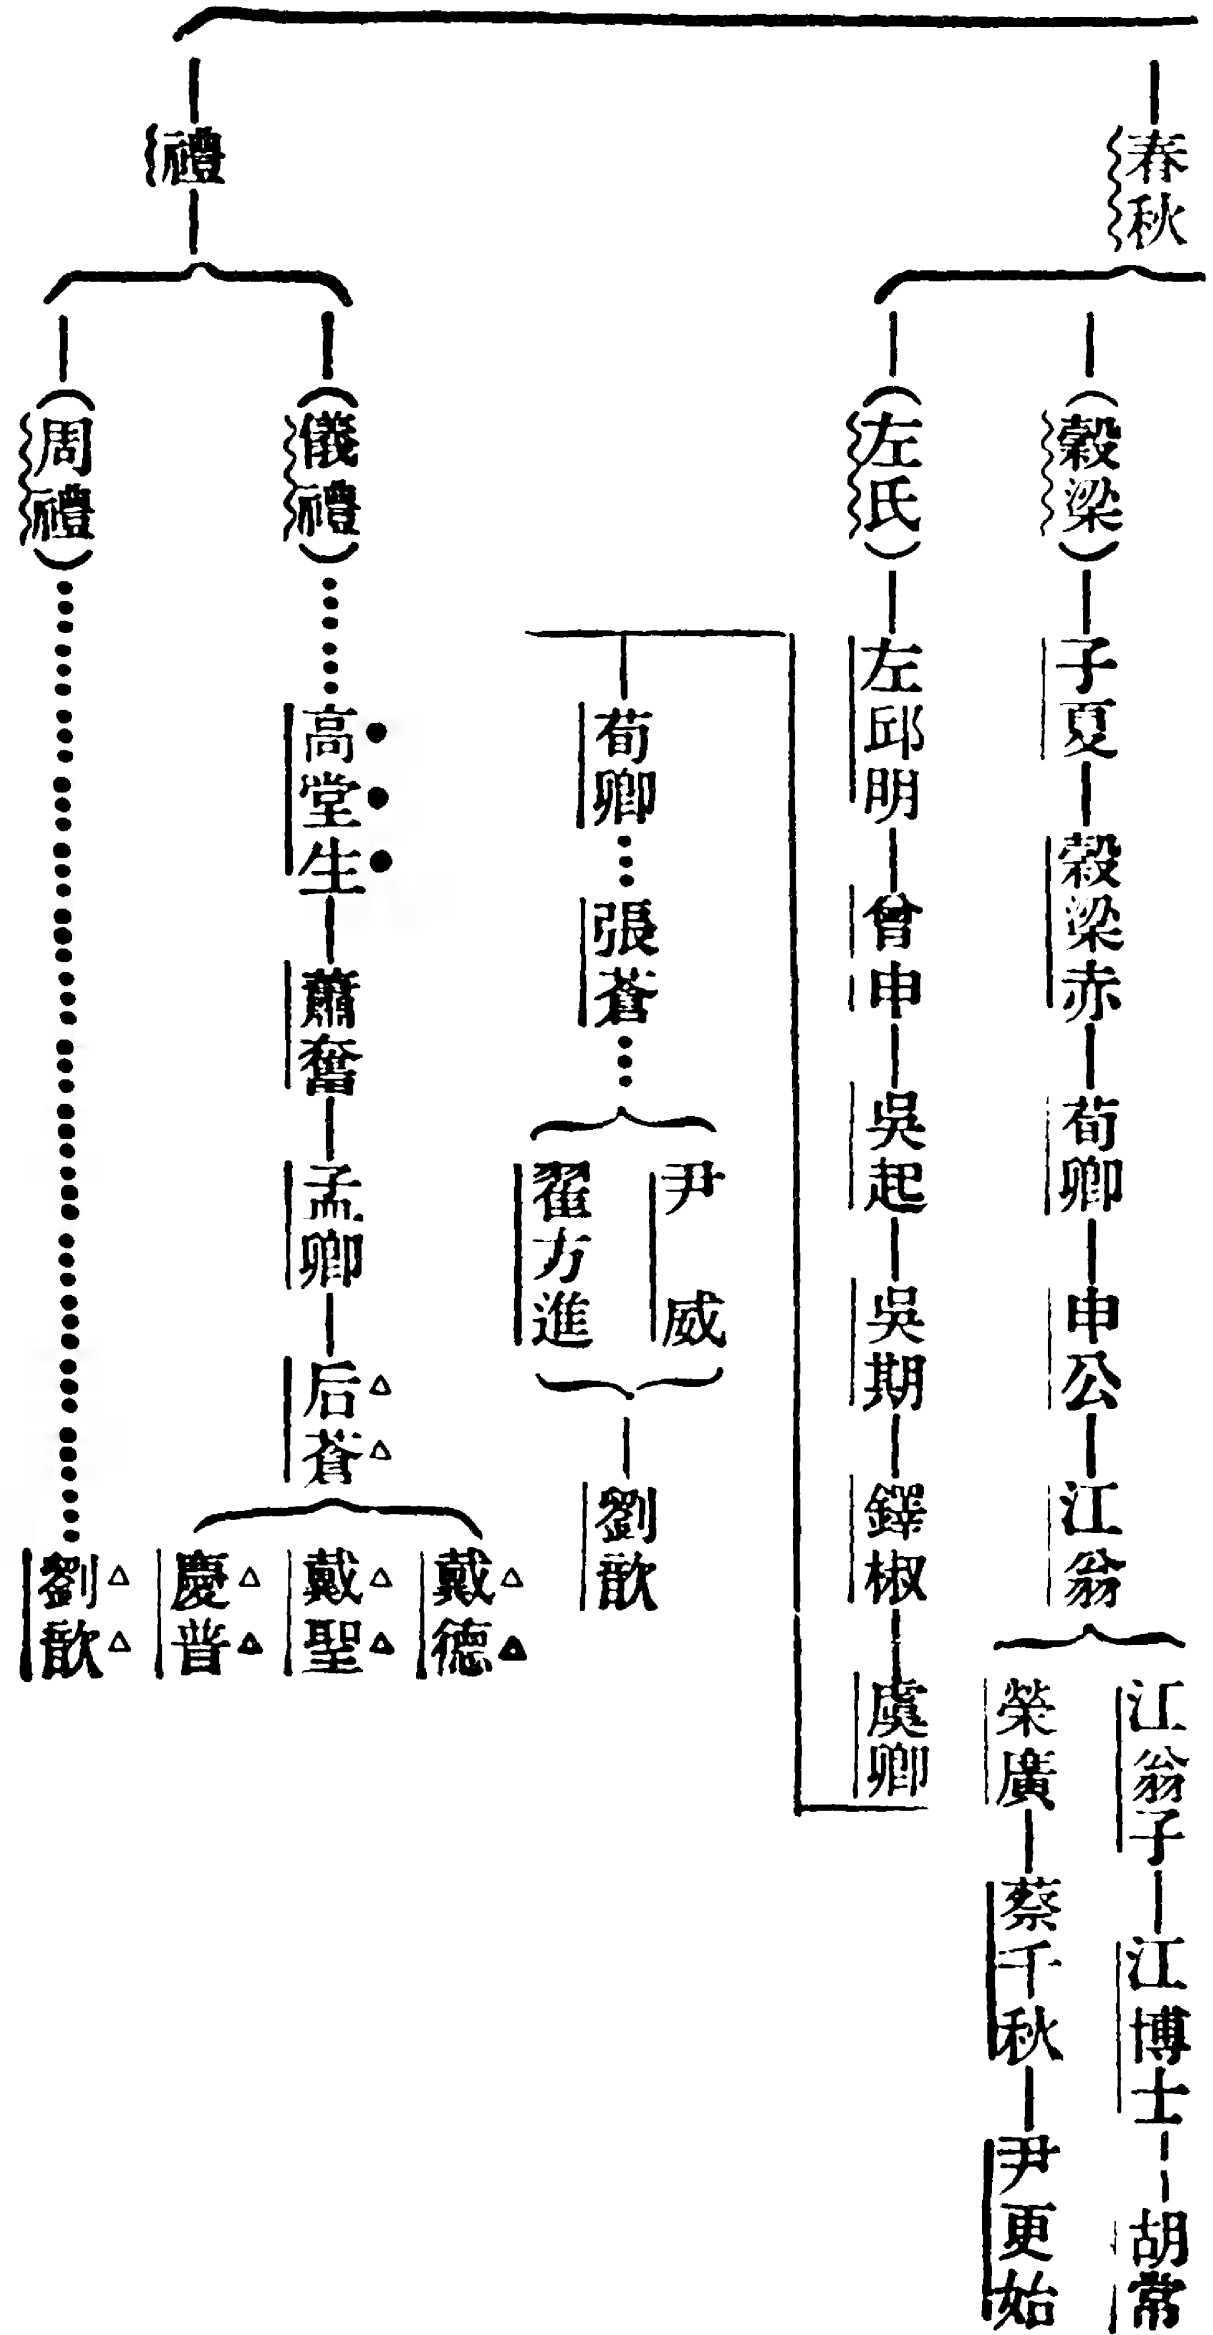 春秋
（穀梁）
子夏
穀梁赤
荀卿
申公
江翁
江翁子
江博士
胡常
榮廣
蔡千秋
尹更始
（左氏）
左邱明
曾申
吳起
吳期
鐸椒
虞卿
荀卿
張蒼
尹威
翟方進
劉歆
禮
（儀禮）
高堂生
蕭奮
孟卿
后蒼
戴德
戴聖
慶普
（周禮）
劉歆